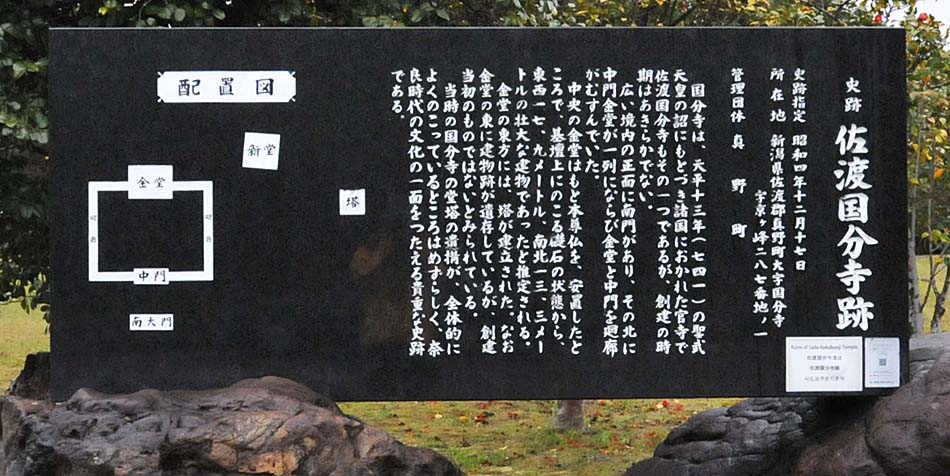 史跡 佐渡国分寺跡
史跡指定 昭和四年十二月十七日
所在地 新潟県佐渡郡真野町大字国分寺
字京ヶ峰二八七番地ノ一
管理団体 真野町
国分寺は、天平十三年(七四一)の聖武
天皇の詔にもとづき諸国におかれた官寺で
佐渡国分寺もその一つであるが、創建の時
期はあきらかでない。
広い境内の正面に南門があり、その北に
中門金堂が一列にならび金堂と中門を廻廊
がむすんでいた。
中央の金堂はもと本尊仏を、安置したと
ころで、基壇上にのこる礎石の状態から、
東西一七、九メートル、南北一三、三メー
トルの壮大な建物であったと推定される。
金堂の東方には、塔が建立された。なお
金堂の東に建物跡が遺存しているが、創建
当初のものではないとみられている。
当時の国分寺の堂塔の遺構が、全体的に
よくのこっているところはめずらしく、奈
良時代の文化の一面をつたえる貴重な史跡
である。
配置図
新堂
金堂
塔
廻廊
廻廊
中門
南大門
Ruins of Sado Kokubunji Temple